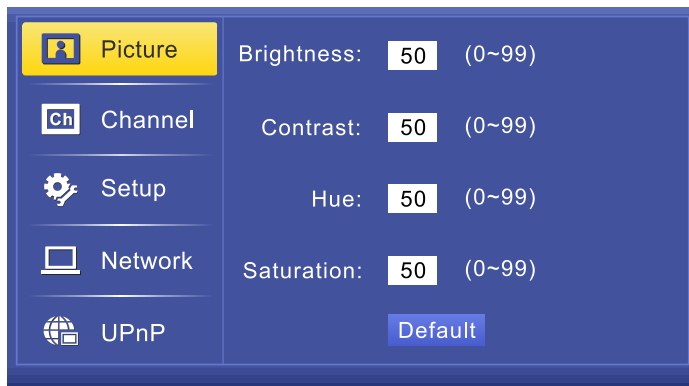 Picture
Brightness: 50 (0~99)
Ch Channel
Contrast: 50 (0~99)
Setup
Hue: 50 (0~99)
Network
Saturation: 50 (0~99)
UPnP
Default